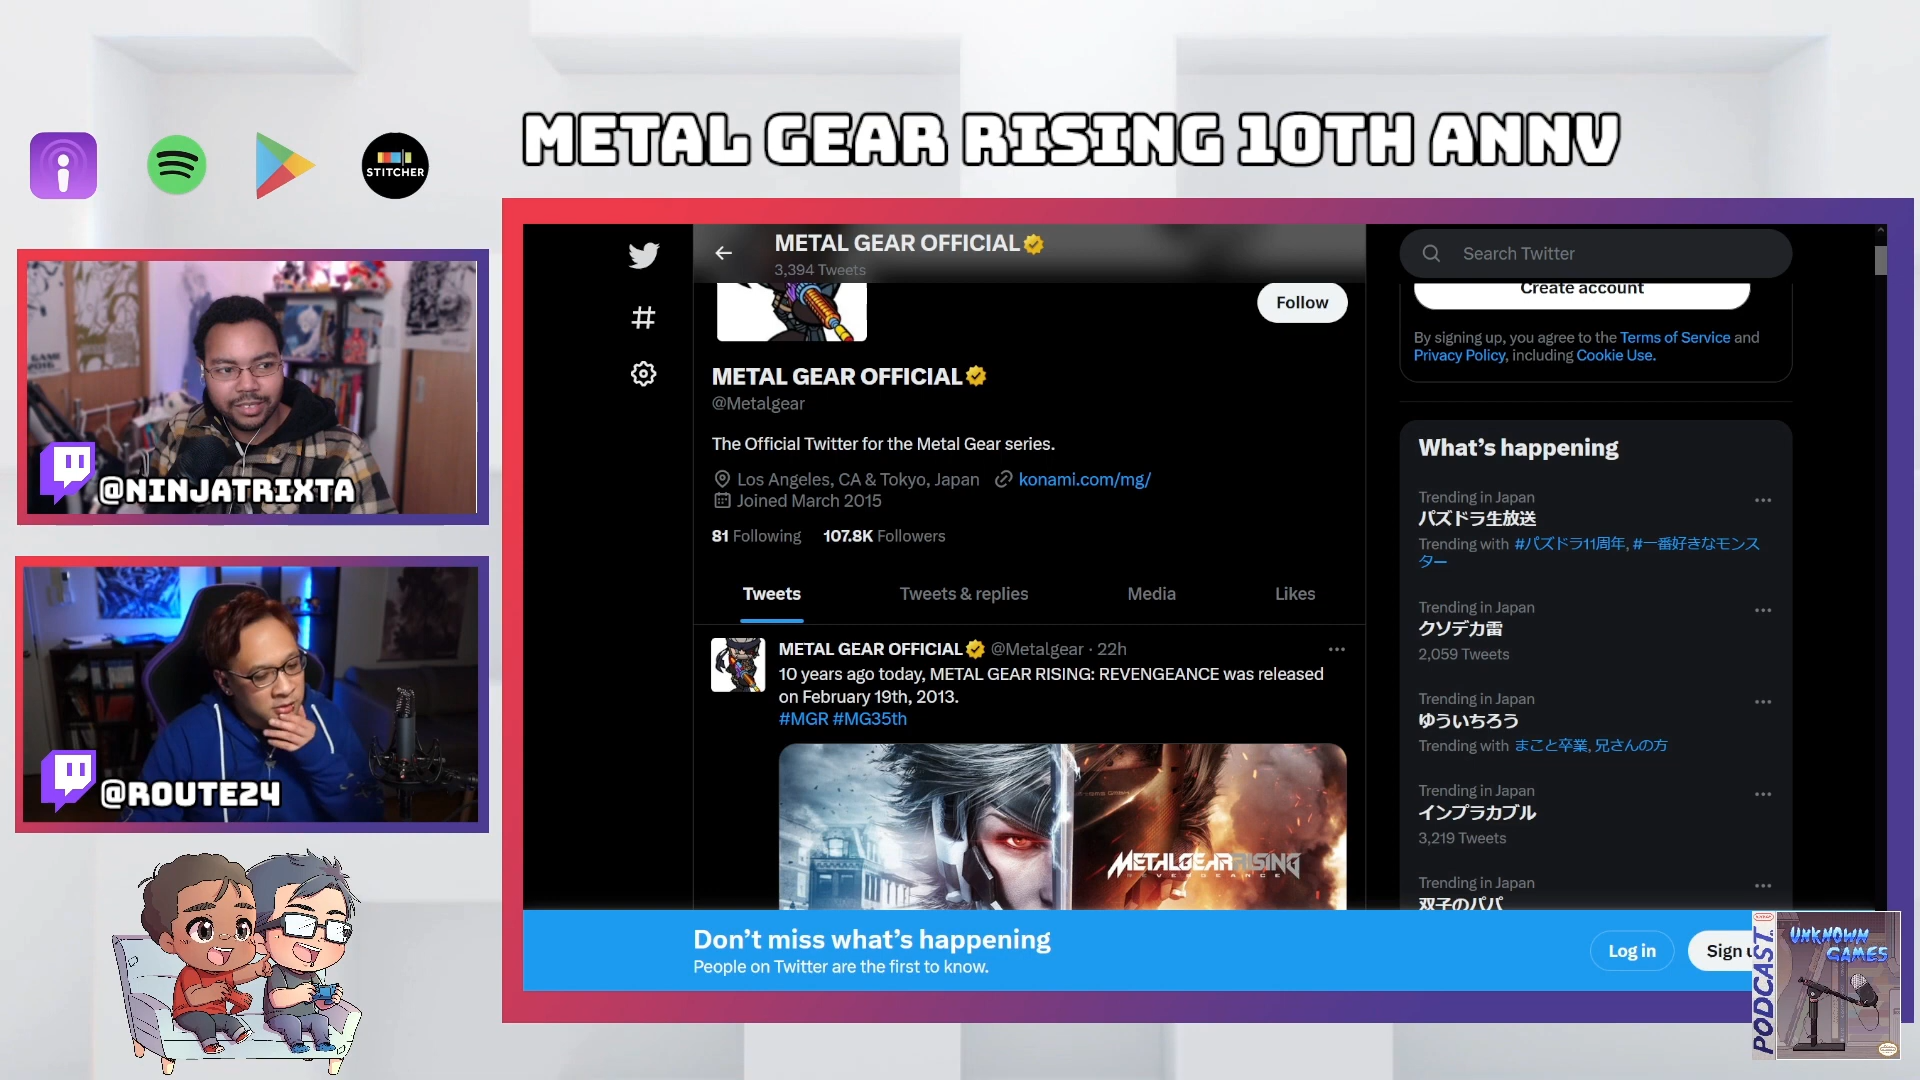 METAL GEAR RISING 10TH ANNV
STITCHER
@NINJATRIXTA
@ROUTE24
METAL GEAR OFFICIAL
3,394 Tweets
Follow
METAL GEAR OFFICIAL
@Metalgear
The Official Twitter for the Metal Gear series.
Los Angeles, CA & Tokyo, Japan konami.com/mg/
Joined March 2015
81 Following 107.8K Followers
Tweets Tweets & replies Media Likes
METAL GEAR OFFICIAL @Metalgear · 22h
10 years ago today, METAL GEAR RISING: REVENGEANCE was released
on February 19th, 2013.
#MGR #MG35th
METAL GEAR RISING
REVENGEANCE
Search Twitter
Create account
By signing up, you agree to the Terms of Service and
Privacy Policy, including Cookie Use.
What's happening
Trending in Japan
パズドラ生放送
Trending with #パズドラ11周年, #一番好きなモンス
ター
Trending in Japan
クソデカ雷
2,059 Tweets
Trending in Japan
ゆういちろう
Trending with まこと卒業, 兄さんの方
Trending in Japan
インプラカブル
3,219 Tweets
Trending in Japan
双子のパパ
Don't miss what's happening
People on Twitter are the first to know.
Log in
Sign u
PODCAST
UNKNOWN
GAMES